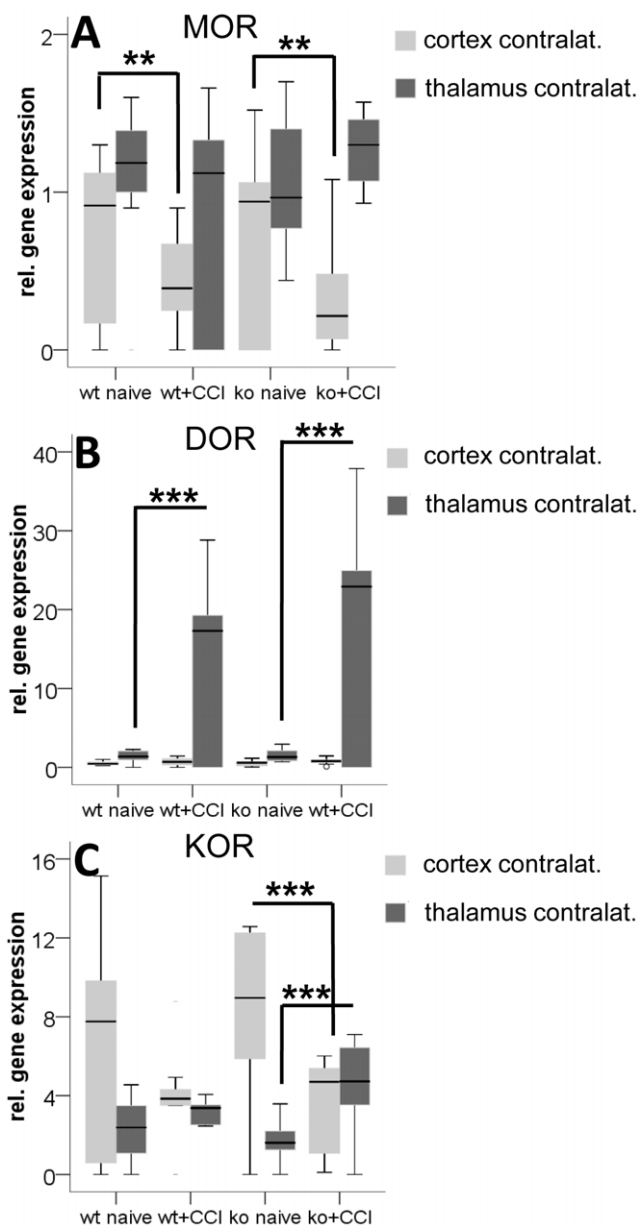 A
MOR
cortex contralat.
thalamus contralat.
**
**
rel. gene expression
2
1
0
wt naive wt+CCI ko naive ko+CCI
B
DOR
cortex contralat.
thalamus contralat.
***
***
rel. gene expression
40
30
20
10
0
wt naive wt+CCI ko naive wt+CCI
C
KOR
cortex contralat.
thalamus contralat.
***
***
rel. gene expression
16
12
8
4
0
wt naive wt+CCI ko naive ko+CCI